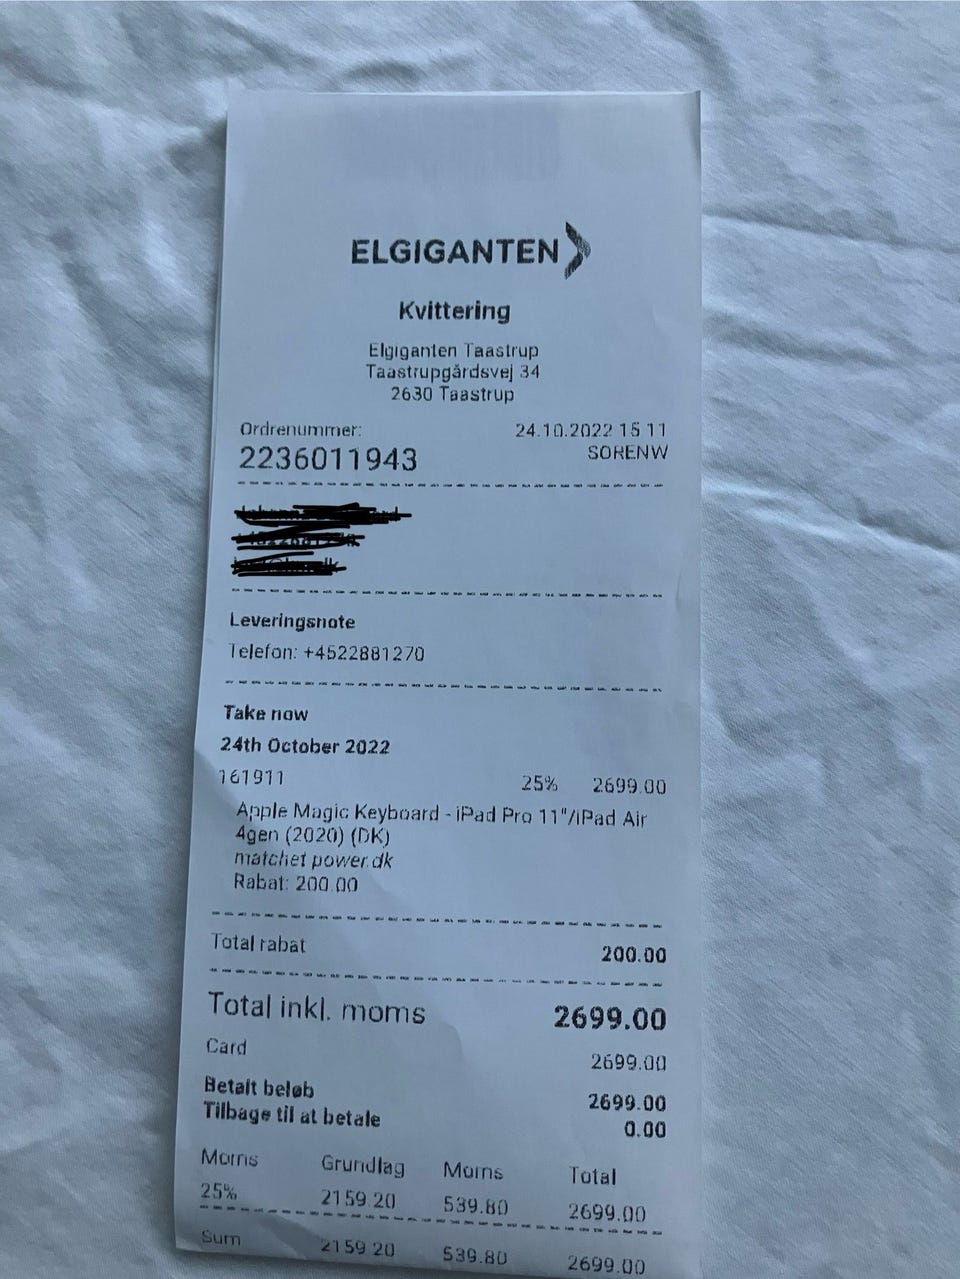 ELGIGANTEN
Kvittering
Elgiganten Taastrup
Taastrupgårdsvej 34
2630 Taastrup
Ordrenummer: 24.10.2022 15 11
2236011943 SORENW
Leveringsnote
Telefon: +4522881270
Take now
24th October 2022
161911 25% 2699.00
Apple Magic Keyboard - iPad Pro 11"/iPad Air
4gen (2020) (DK)
matchet power.dk
Rabat: 200.00
Total rabat 200.00
Total inkl. moms 2699.00
Card 2699.00
Betalt beløb 2699.00
Tilbage til at betale 0.00
Moms Grundlag Moms Total
25% 2159.20 539.80 2699.00
Sum 2159 20 539.80 2699.00